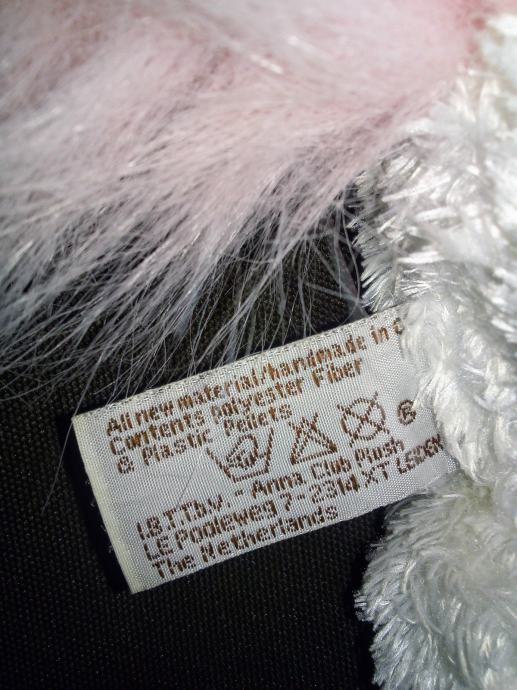 All new material/handmade in C
Contents Polyester Fiber
& Plastic Pellets
®
I.B.T.T. b.v. - Anna Club Plush
LE Pooleweg 7 - 2314 XT LEIDEN
The Netherlands